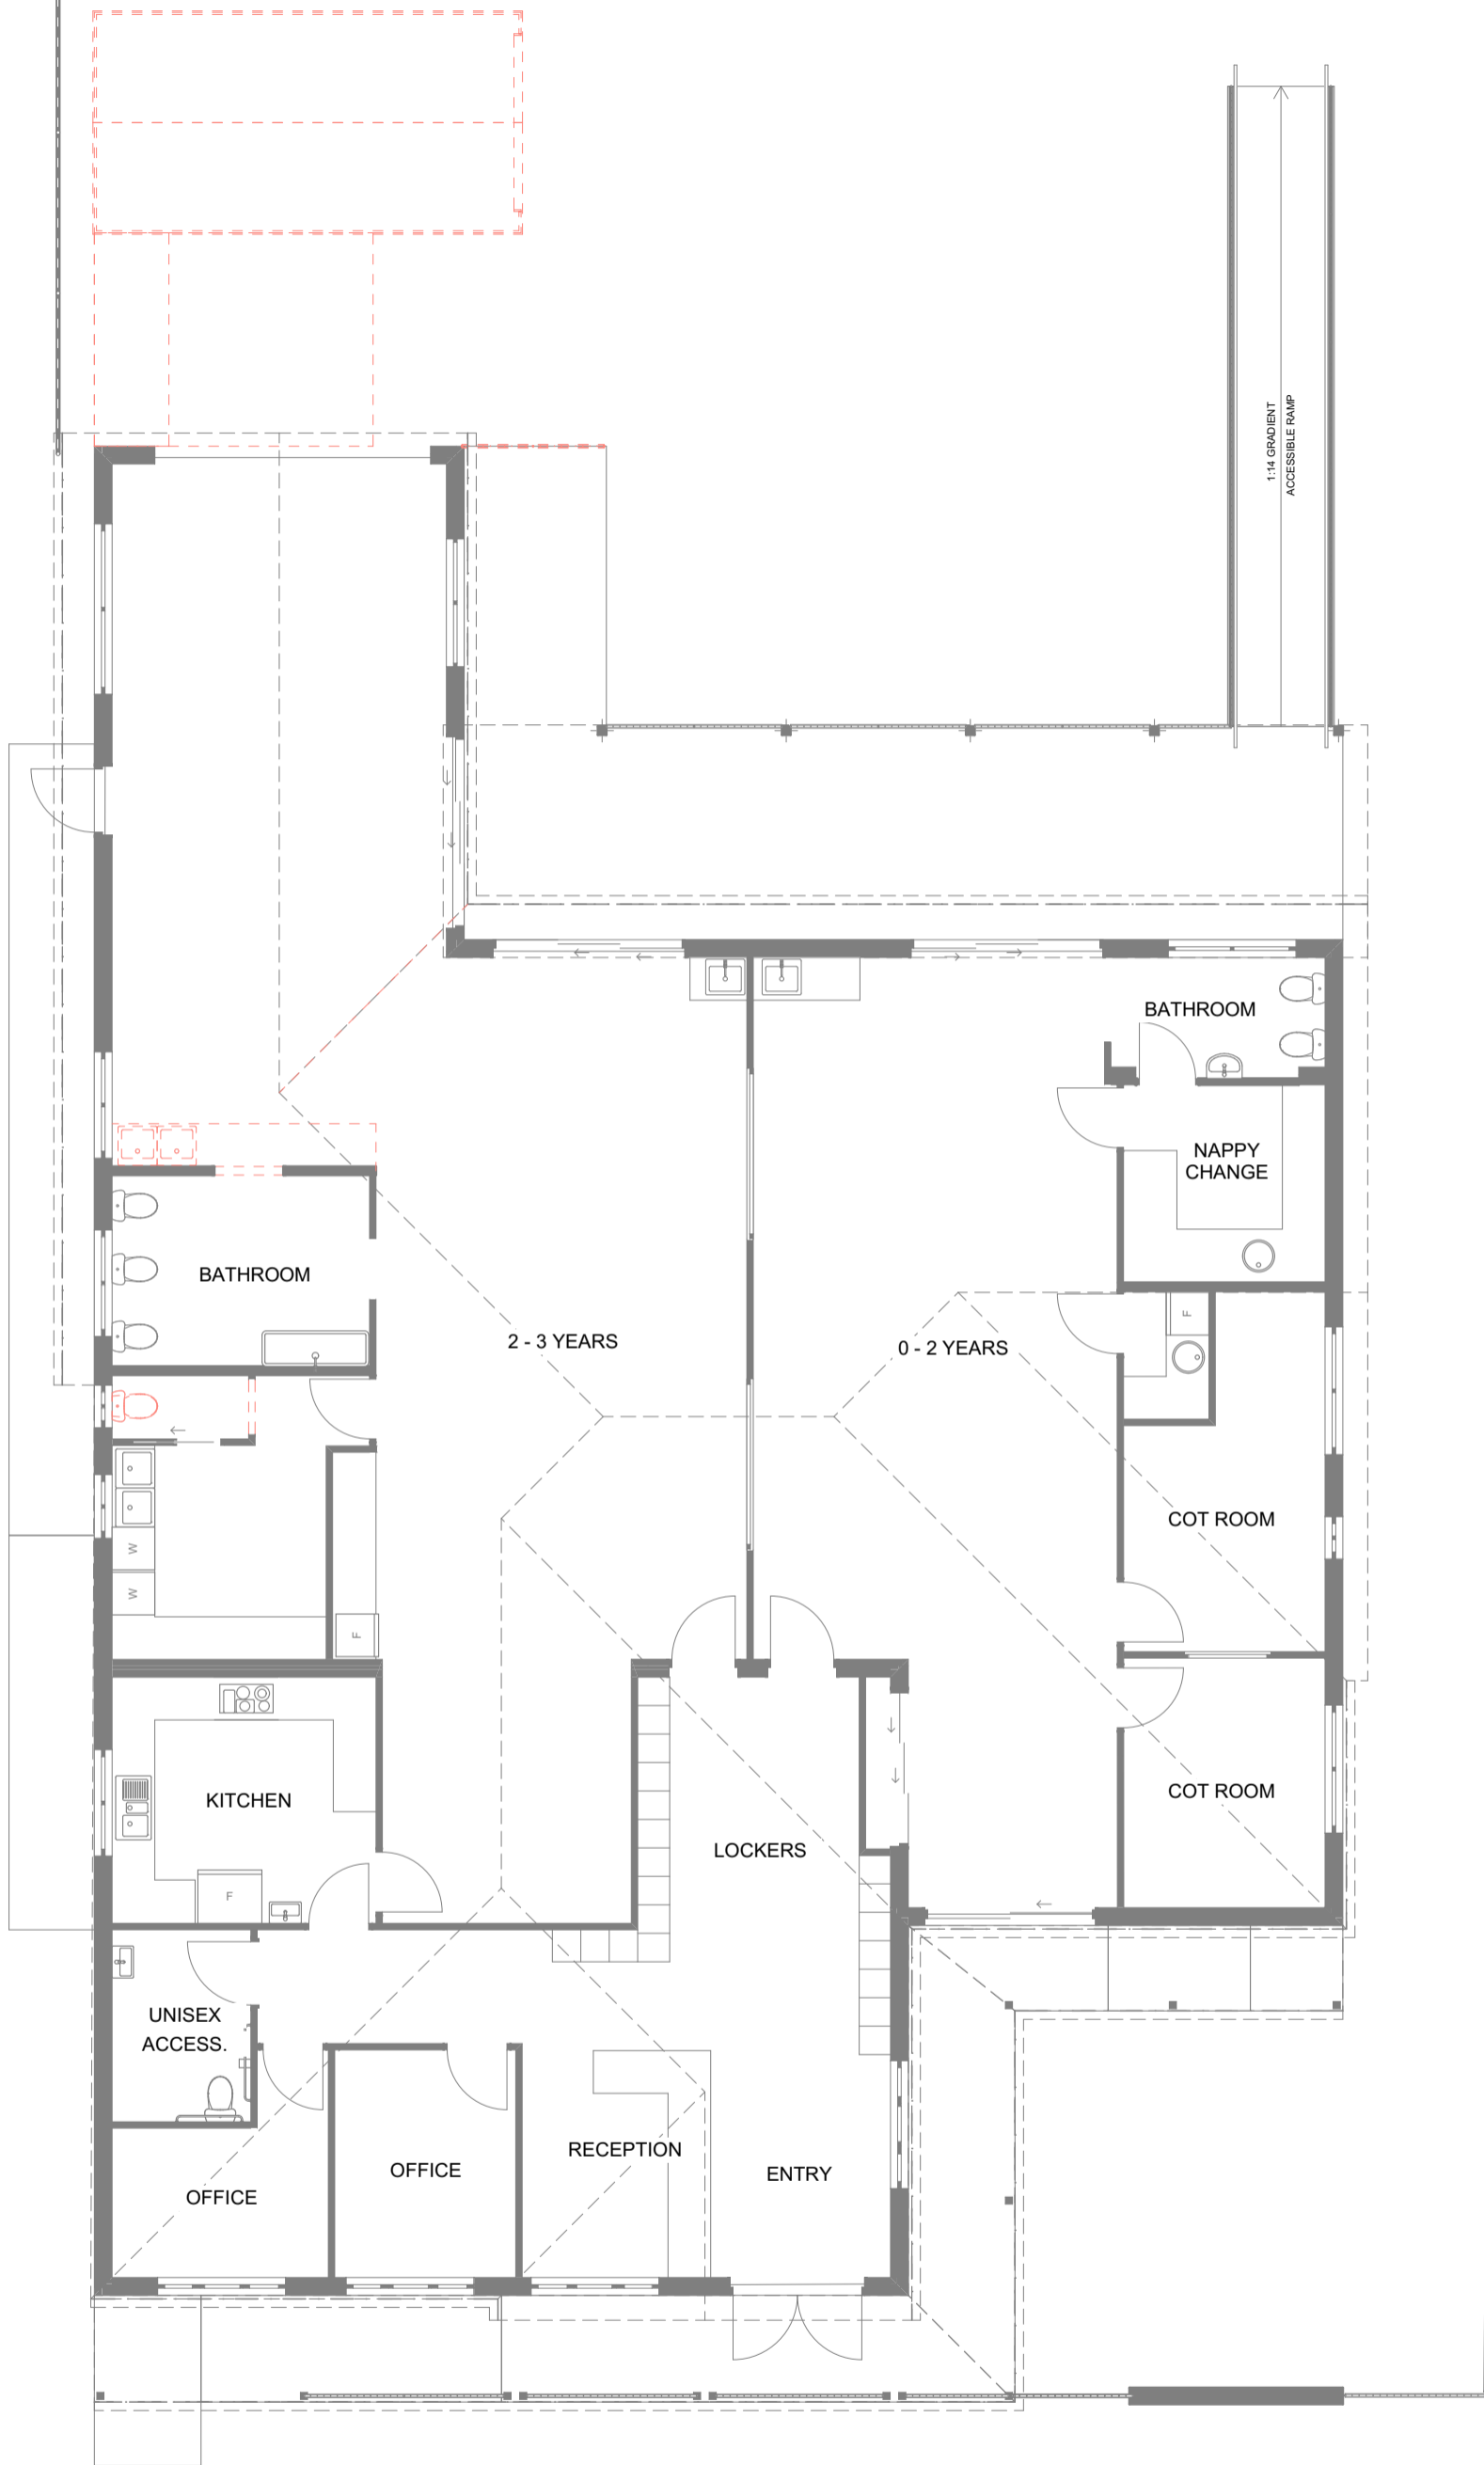 1:14 GRADIENT
ACCESSIBLE RAMP
BATHROOM
NAPPY
CHANGE
BATHROOM
2 - 3 YEARS
0 - 2 YEARS
F
COT ROOM
W
W
F
COT ROOM
KITCHEN
LOCKERS
F
UNISEX
ACCESS.
RECEPTION
OFFICE
ENTRY
OFFICE